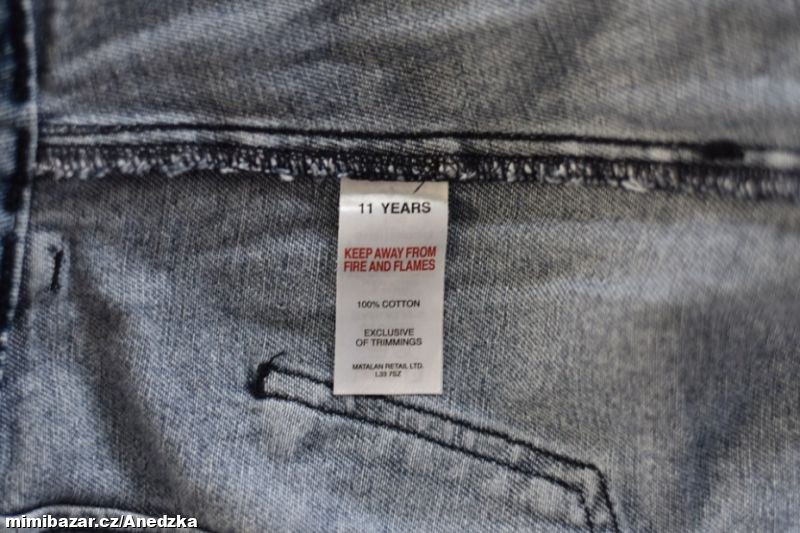 11 YEARS
KEEP AWAY FROM
FIRE AND FLAMES
100% COTTON
EXCLUSIVE
OF TRIMMINGS
MATALAN RETAIL LTD.
L33 7SZ
mimibazar.cz/Anedzka